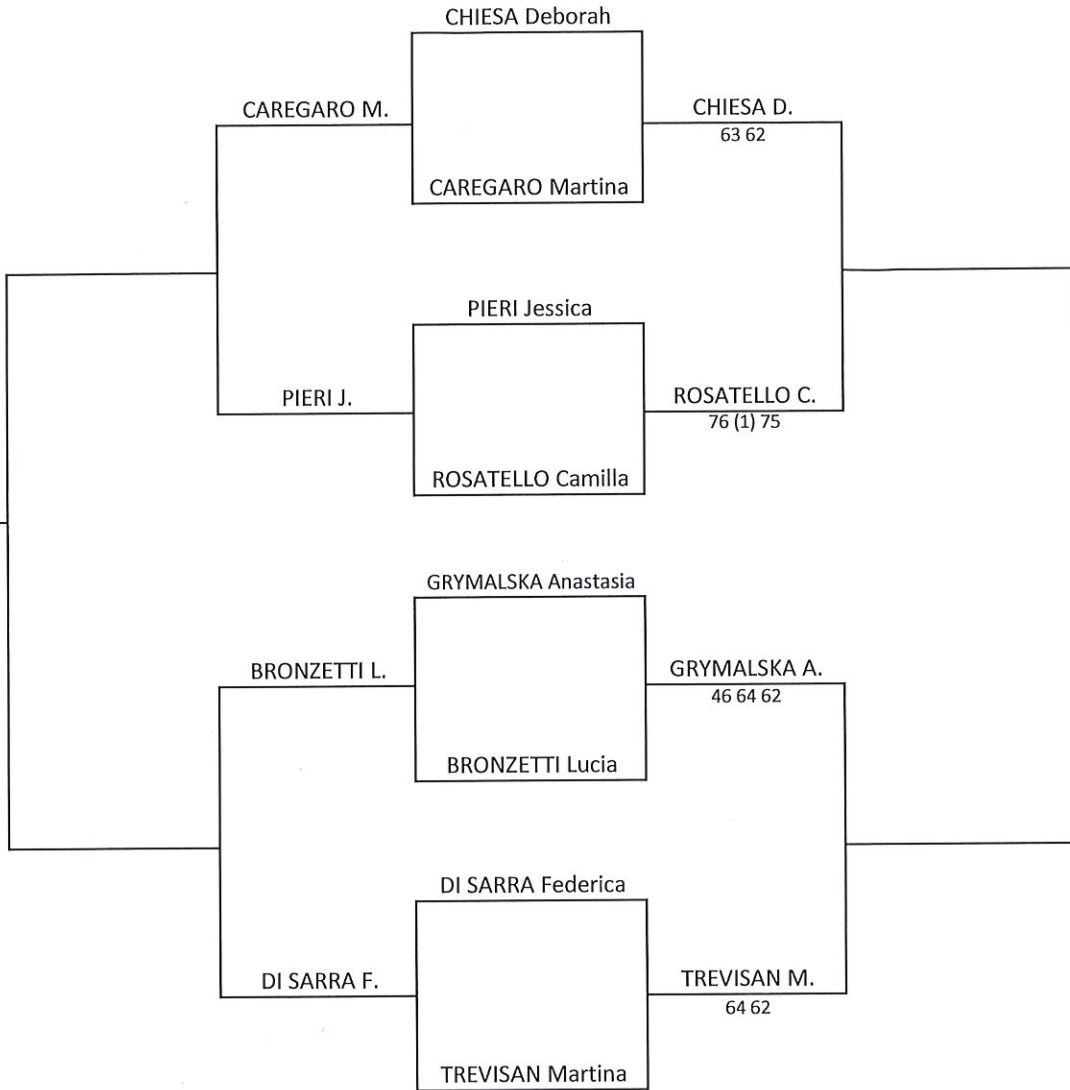 CHIESA Deborah
CAREGARO M.
CHIESA D.
63 62
CAREGARO Martina
PIERI Jessica
PIERI J.
ROSATELLO C.
76 (1) 75
ROSATELLO Camilla
GRYMALSKA Anastasia
BRONZETTI L.
GRYMALSKA A.
46 64 62
BRONZETTI Lucia
DI SARRA Federica
DI SARRA F.
TREVISAN M.
64 62
TREVISAN Martina